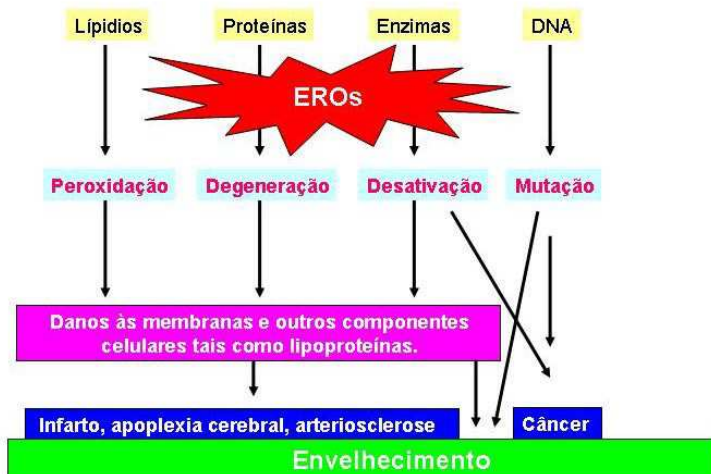 Lípidios
Proteínas
Enzimas
DNA
EROs
Peroxidação
Degeneração
Desativação
Mutação
Danos às membranas e outros componentes
celulares tais como lipoproteínas.
Infarto, apoplexia cerebral, arteriosclerose
Câncer
Envelhecimento